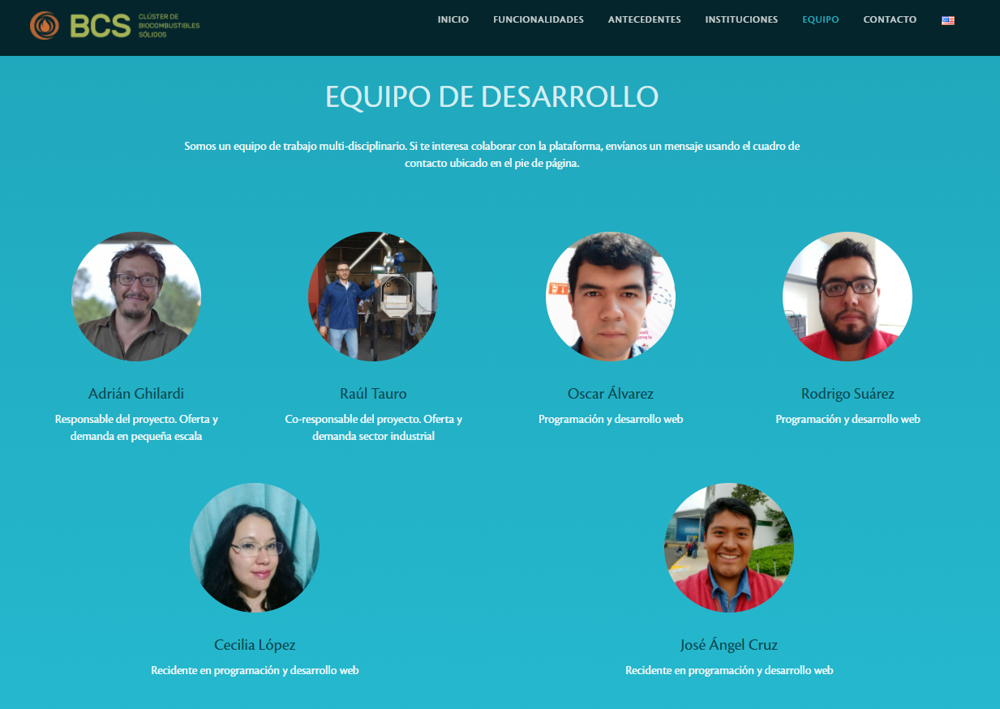 BCS
CLÚSTER DE
BIOCOMBUSTIBLES
SÓLIDOS
INICIO
FUNCIONALIDADES
ANTECEDENTES
INSTITUCIONES
EQUIPO
CONTACTO
EQUIPO DE DESARROLLO
Somos un equipo de trabajo multi-disciplinario. Si te interesa colaborar con la plataforma, envíanos un mensaje usando el cuadro de
contacto ubicado en el pie de página.
Adrián Ghilardi
Responsable del proyecto. Oferta y
demanda en pequeña escala
Raúl Tauro
Co-responsable del proyecto. Oferta y
demanda sector industrial
Oscar Álvarez
Programación y desarrollo web
Rodrigo Suárez
Programación y desarrollo web
Cecilia López
Recidente en programación y desarrollo web
José Ángel Cruz
Recidente en programación y desarrollo web